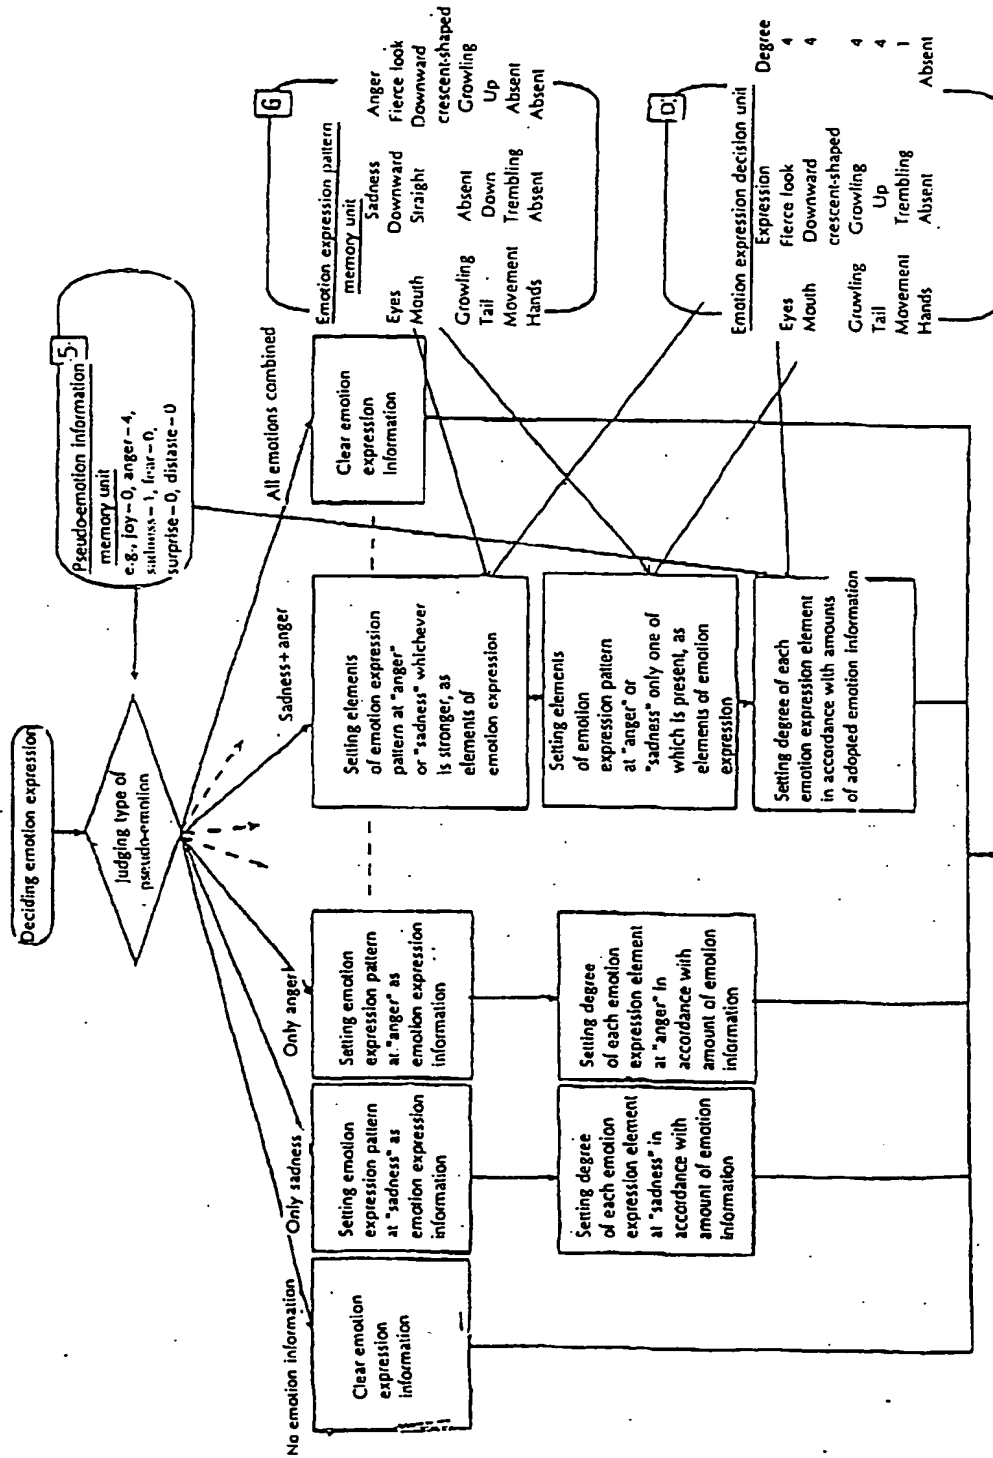 Deciding emotion expression
Judging type of
pseudo-emotion
5.
Pseudo-emotion information
memory unit
e.g., joy-0, anger-4,
sadness-1, fear-0,
surprise-0, distaste-0
No emotion information
Only sadness
Only anger
Sadness+anger
All emotions combined
Clear emotion
expression
information
Setting emotion
expression pattern
at "sadness" as
emotion expression
information
Setting emotion
expression pattern
at "anger" as
emotion expression
information
Setting elements
of emotion expression
pattern at "anger"
or "sadness" whichever
is stronger, as
elements of
emotion expression
Clear emotion
expression
Information
Setting degree
of each emotion
expression element
at "sadness" in
accordance with
amount of emotion
information
Setting degree
of each emotion
expression element
at "anger" in
accordance with
amount of emotion
information
Setting elements
of emotion
expression pattern
at "anger" or
"sadness" only one of
which is present, as
elements of emotion
expression
Setting degree of each
emotion expression element
in accordance with amounts
of adopted emotion information
G
Emotion expression pattern
memory unit
Sadness Anger
Eyes Downward Fierce look
Mouth Straight Downward
crescent-shaped
Growling Absent Growling
Tail Down Up
Movement Trembling Absent
Hands Absent Absent
D.
Emotion expression decision unit
Expression Degree
Eyes Fierce look 4
Mouth Downward 4
crescent-shaped
Growling Growling 4
Tail Up 4
Movement Trembling 1
Hands Absent Absent